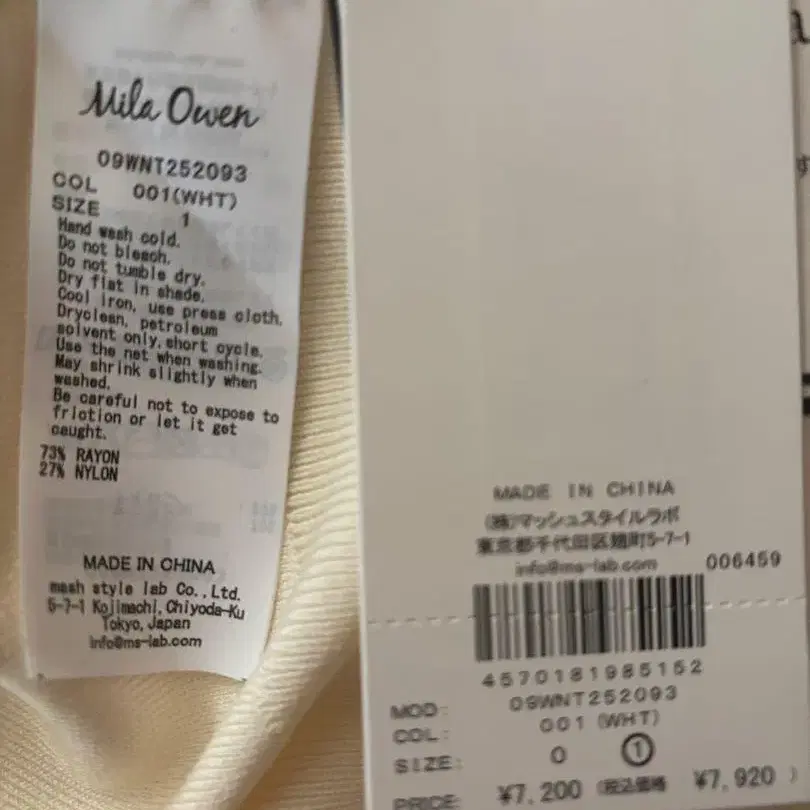 Mila Owen
09WNT252093
COL 001(WHT)
SIZE 1
Hand wash cold.
Do not bleach.
Do not tumble dry.
Dry flat in shade.
Cool iron, use press cloth.
Dryclean, petroleum
solvent only,short cycle.
Use the net when washing.
May shrink slightly when
washed.
Be careful not to expose to
friction or let it get
caught.
73% RAYON
27% NYLON
MADE IN CHINA
mash style lab Co.,Ltd.
5-7-1 Kojimachi,Chiyoda-Ku
Tokyo,Japan
info@ms-lab.com
MADE IN CHINA
(株)マッシュスタイルラボ
東京都千代田区麹町5-7-1
info@ms-lab.com
006459
4570181985152
MOD: 09WNT252093
COL: 001 (WHT)
SIZE: 0 1
PRICE ¥7,200 (税込価格 ¥7,920 )
す